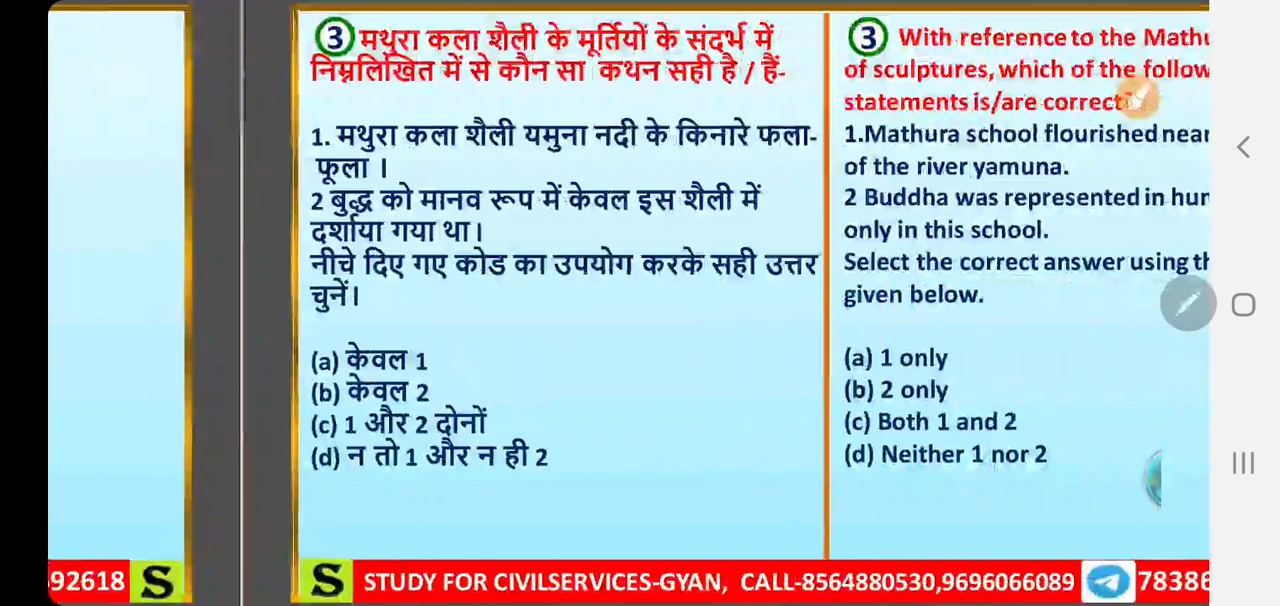 3 मथुरा कला शैली के मूर्तियों के संदर्भ में
निम्नलिखित में से कौन सा कथन सही है / हैं-
1. मथुरा कला शैली यमुना नदी के किनारे फला-
फूला ।
2 बुद्ध को मानव रूप में केवल इस शैली में
दर्शाया गया था।
नीचे दिए गए कोड का उपयोग करके सही उत्तर
चुनें।
(a) केवल 1
(b) केवल 2
(c) 1 और 2 दोनों
(d) न तो 1 और न ही 2
3 With reference to the Mathu
of sculptures, which of the follow
statements is/are correct
1.Mathura school flourished near
of the river yamuna.
2 Buddha was represented in hum
only in this school.
Select the correct answer using th
given below.
(a) 1 only
(b) 2 only
(c) Both 1 and 2
(d) Neither 1 nor 2
92618 S
S STUDY FOR CIVILSERVICES-GYAN, CALL-8564880530,9696066089 78386